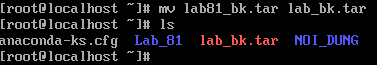 [root@localhost ~]# mv lab81_bk.tar lab_bk.tar
[root@localhost ~]# ls
anaconda-ks.cfg  Lab_81  lab_bk.tar  NOI_DUNG
[root@localhost ~]#